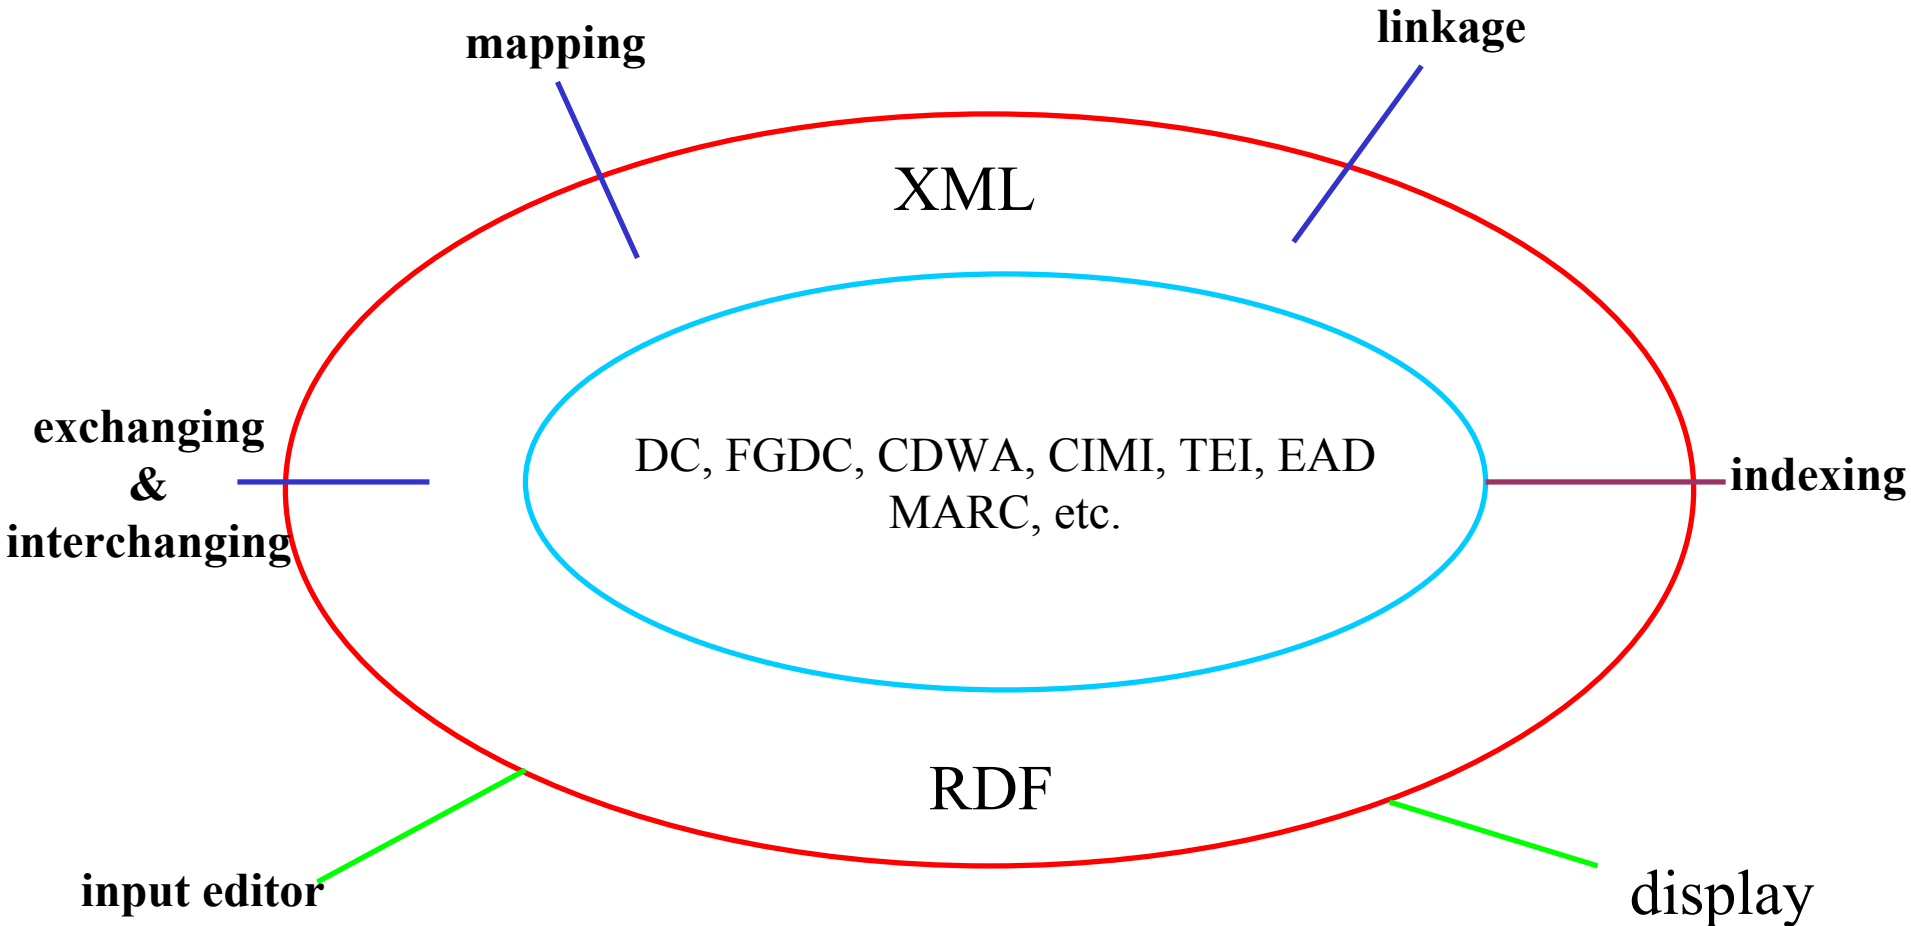 mapping
linkage
XML
exchanging
&
interchanging
DC, FGDC, CDWA, CIMI, TEI, EAD
MARC, etc.
indexing
RDF
input editor
display